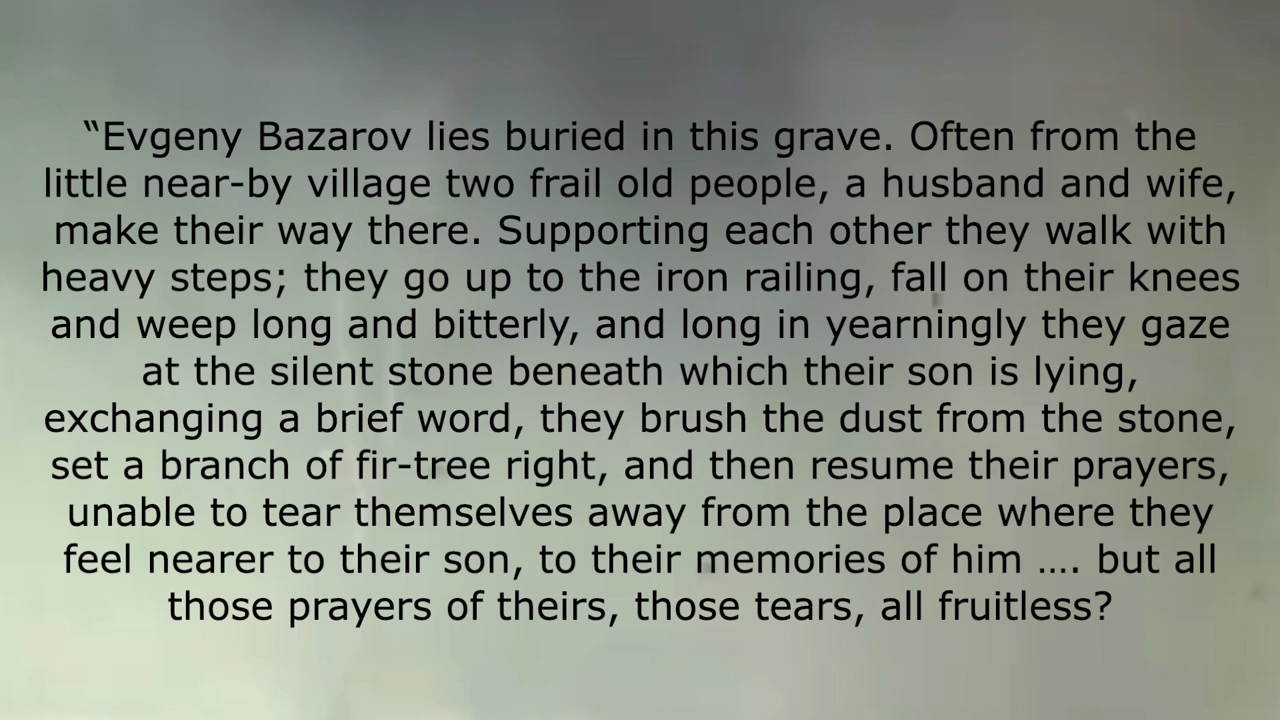 “Evgeny Bazarov lies buried in this grave. Often from the
little near-by village two frail old people, a husband and wife,
make their way there. Supporting each other they walk with
heavy steps; they go up to the iron railing, fall on their knees
and weep long and bitterly, and long in yearningly they gaze
at the silent stone beneath which their son is lying,
exchanging a brief word, they brush the dust from the stone,
set a branch of fir-tree right, and then resume their prayers,
unable to tear themselves away from the place where they
feel nearer to their son, to their memories of him .... but all
those prayers of theirs, those tears, all fruitless?